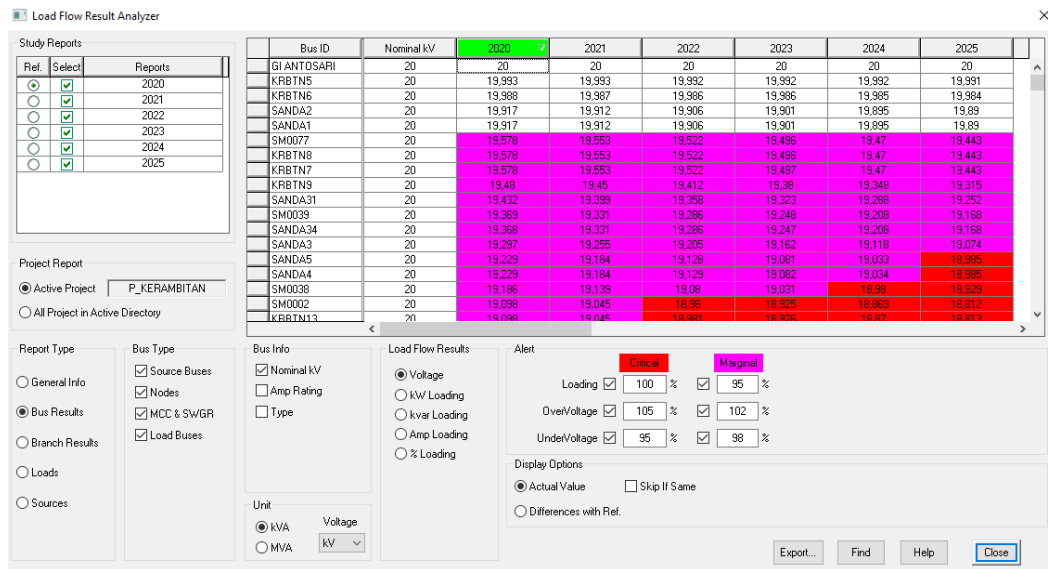 Load Flow Result Analyzer
Study Reports
Ref. Select Reports
2020
2021
2022
2023
2024
2025
Project Report
Active Project P_KERAMBITAN
All Project in Active Directory
Bus ID Nominal kV 2020 2021 2022 2023 2024 2025
GI ANTOSARI 20 20 20 20 20 20 20
KRBTN5 20 19,993 19,993 19,992 19,992 19,992 19,991
KRBTN6 20 19,988 19,987 19,986 19,986 19,985 19,984
SANDA2 20 19,917 19,912 19,906 19,901 19,895 19,89
SANDA1 20 19,917 19,912 19,906 19,901 19,895 19,89
SM0077 20 19,578 19,553 19,522 19,496 19,47 19,443
KRBTN8 20 19,578 19,553 19,522 19,496 19,47 19,443
KRBTN7 20 19,578 19,553 19,522 19,497 19,47 19,443
KRBTN9 20 19,48 19,45 19,412 19,38 19,348 19,315
SANDA31 20 19,432 19,399 19,358 19,323 19,288 19,252
SM0039 20 19,369 19,331 19,286 19,248 19,208 19,168
SANDA34 20 19,368 19,331 19,286 19,247 19,208 19,168
SANDA3 20 19,297 19,255 19,205 19,162 19,118 19,074
SANDA5 20 19,229 19,184 19,128 19,081 19,033 18,985
SANDA4 20 19,229 19,184 19,129 19,082 19,034 18,985
SM0038 20 19,186 19,139 19,08 19,031 18,98 18,929
SM0002 20 19,098 19,045 18,98 18,925 18,869 18,812
KRBTN13 20 19,098 19,045 18,981 18,926 18,87 18,813
Report Type
General Info
Bus Results
Branch Results
Loads
Sources
Bus Type
Source Buses
Nodes
MCC & SWGR
Load Buses
Bus Info
Nominal kV
Amp Rating
Type
Unit
kVA
MVA
Voltage
kV
Load Flow Results
Voltage
kW Loading
kvar Loading
Amp Loading
% Loading
Alert
Critical Marginal
Loading 100 % 95 %
OverVoltage 105 % 102 %
UnderVoltage 95 % 98 %
Display Options
Actual Value Skip If Same
Differences with Ref.
Export... Find Help Close